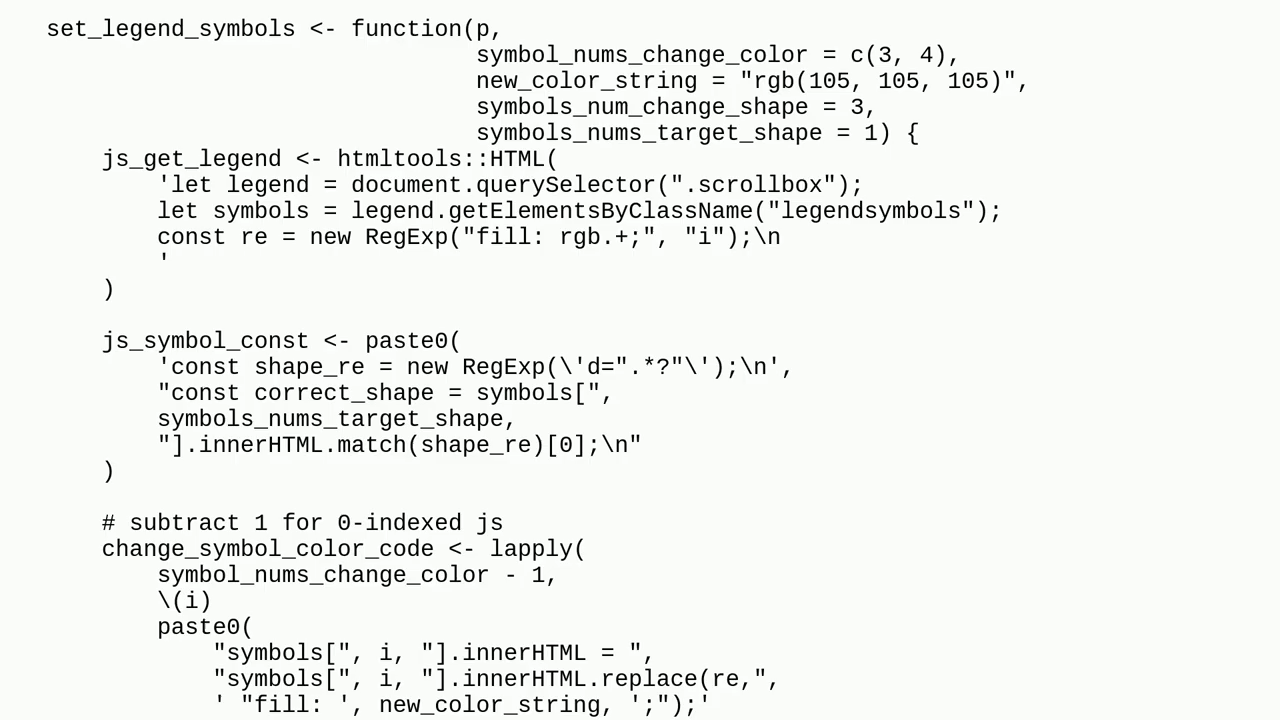 set_legend_symbols <- function(p,
symbol_nums_change_color = c(3, 4),
new_color_string = "rgb(105, 105, 105)",
symbols_num_change_shape = 3,
symbols_nums_target_shape = 1) {
js_get_legend <- htmltools::HTML(
'let legend = document.querySelector(".scrollbox");
let symbols = legend.getElementsByClassName("legendsymbols");
const re = new RegExp("fill: rgb.+;", "i");\n
'
)
js_symbol_const <- paste0(
'const shape_re = new RegExp(\'d=".*?"\');\n',
"const correct_shape = symbols[",
symbols_nums_target_shape,
"].innerHTML.match(shape_re)[0];\n"
)
# subtract 1 for 0-indexed js
change_symbol_color_code <- lapply(
symbol_nums_change_color - 1,
\(i)
paste0(
"symbols[", i, "].innerHTML = ",
"symbols[", i, "].innerHTML.replace(re,",
' "fill: ', new_color_string, ';");'